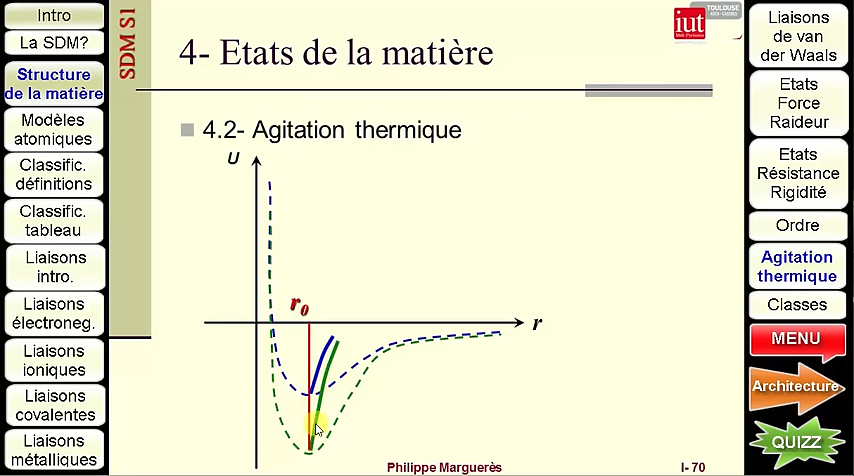 Intro
La SDM?
Structure
de la matière
Modèles
atomiques
Classific.
définitions
Classific.
tableau
Liaisons
intro.
Liaisons
électroneg.
Liaisons
ioniques
Liaisons
covalentes
Liaisons
métalliques
SDM S1
4- Etats de la matière
iut
TOULOUSE
4.2- Agitation thermique
U
r0
r
Philippe Marguerès
I- 70
Liaisons
de van
der Waals
Etats
Force
Raideur
Etats
Résistance
Rigidité
Ordre
Agitation
thermique
Classes
MENU
Architecture
QUIZZ